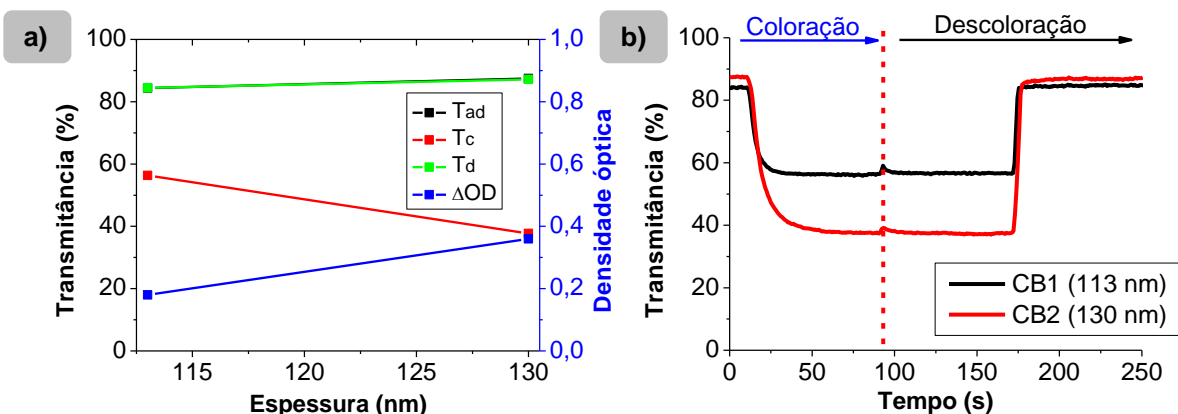 a)
100
80
60
40
20
0
Transmitância (%)
115
120
125
130
Espessura (nm)
1,0
0,8
0,6
0,4
0,2
0,0
Densidade óptica
Tad
Tc
Td
ΔOD
b)
Coloração
Descoloração
100
80
60
40
20
0
Transmitância (%)
0
50
100
150
200
250
Tempo (s)
CB1 (113 nm)
CB2 (130 nm)